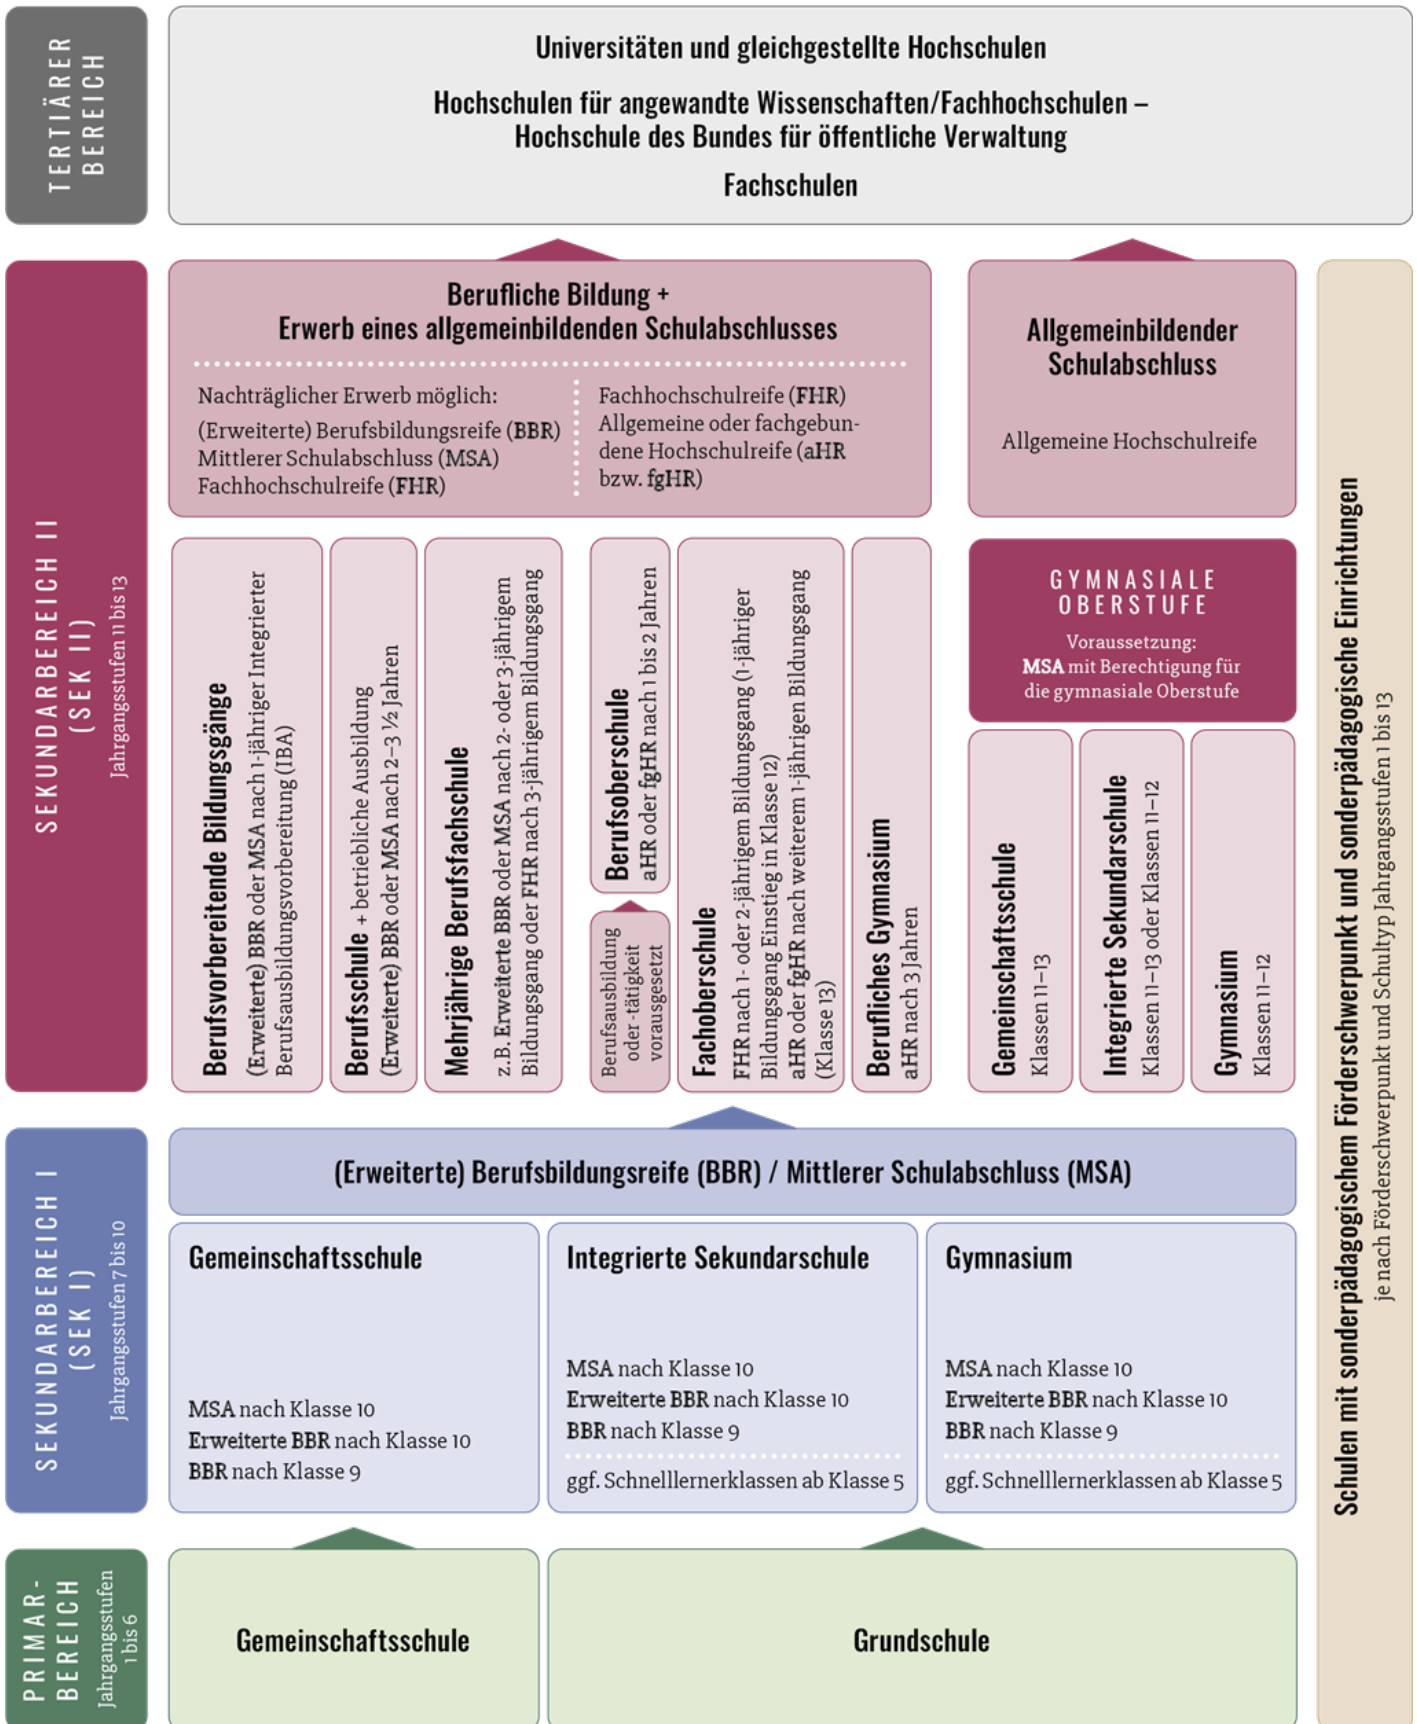 TERTIÄRER
BEREICH
Universitäten und gleichgestellte Hochschulen
Hochschulen für angewandte Wissenschaften/Fachhochschulen –
Hochschule des Bundes für öffentliche Verwaltung
Fachschulen
SEKUNDARBEREICH II
(SEK II)
Jahrgangsstufen 11 bis 13
Berufliche Bildung +
Erwerb eines allgemeinbildenden Schulabschlusses
Nachträglicher Erwerb möglich:
(Erweiterte) Berufsbildungsreife (BBR)
Mittlerer Schulabschluss (MSA)
Fachhochschulreife (FHR)
Fachhochschulreife (FHR)
Allgemeine oder fachgebun-
dene Hochschulreife (aHR
bzw. fgHR)
Allgemeinbildender
Schulabschluss
Allgemeine Hochschulreife
Berufsvorbereitende Bildungsgänge
(Erweiterte) BBR oder MSA nach 1-jähriger Integrierter
Berufsausbildungsvorbereitung (IBA)
Berufsschule + betriebliche Ausbildung
(Erweiterte) BBR oder MSA nach 2–3 ½ Jahren
Mehrjährige Berufsfachschule
z.B. Erweiterte BBR oder MSA nach 2- oder 3-jährigem
Bildungsgang oder FHR nach 3-jährigem Bildungsgang
Berufsoberschule
aHR oder fgHR nach 1 bis 2 Jahren
Berufsausbildung
oder -tätigkeit
vorausgesetzt
Fachoberschule
FHR nach 1- oder 2-jährigem Bildungsgang (1-jähriger
Bildungsgang Einstieg in Klasse 12)
aHR oder fgHR nach weiterem 1-jährigen Bildungsgang
(Klasse 13)
Berufliches Gymnasium
aHR nach 3 Jahren
GYMNASIALE
OBERSTUFE
Voraussetzung:
MSA mit Berechtigung für
die gymnasiale Oberstufe
Gemeinschaftsschule
Klassen 11–13
Integrierte Sekundarschule
Klassen 11–13 oder Klassen 11–12
Gymnasium
Klassen 11–12
Schulen mit sonderpädagogischem Förderschwerpunkt und sonderpädagogische Einrichtungen
je nach Förderschwerpunkt und Schultyp Jahrgangsstufen 1 bis 13
SEKUNDARBEREICH I
(SEK I)
Jahrgangsstufen 7 bis 10
(Erweiterte) Berufsbildungsreife (BBR) / Mittlerer Schulabschluss (MSA)
Gemeinschaftsschule
MSA nach Klasse 10
Erweiterte BBR nach Klasse 10
BBR nach Klasse 9
Integrierte Sekundarschule
MSA nach Klasse 10
Erweiterte BBR nach Klasse 10
BBR nach Klasse 9
ggf. Schnelllernerklassen ab Klasse 5
Gymnasium
MSA nach Klasse 10
Erweiterte BBR nach Klasse 10
BBR nach Klasse 9
ggf. Schnelllernerklassen ab Klasse 5
PRIMAR-
BEREICH
Jahrgangsstufen
1 bis 6
Gemeinschaftsschule
Grundschule